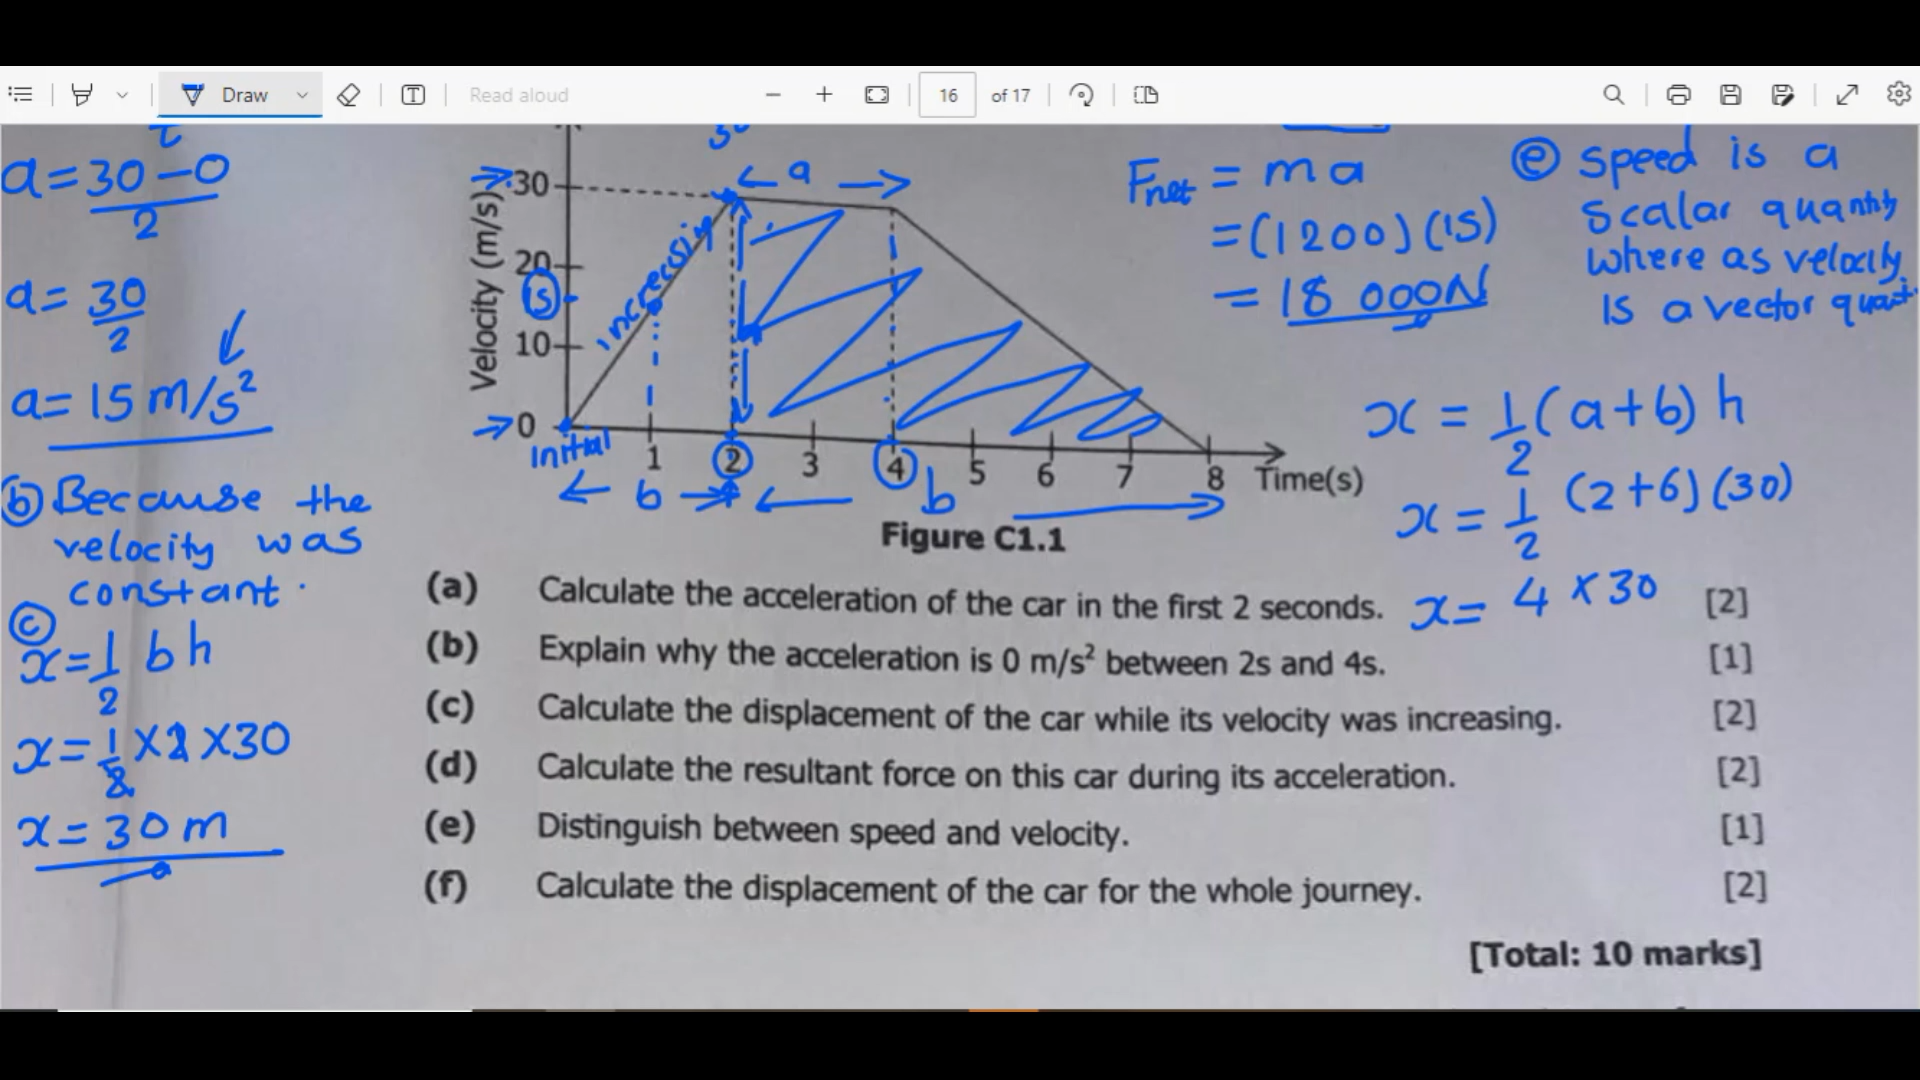 Draw
Read aloud
16 of 17
a = 30 - 0
2
a = 30
2
a = 15 m/s²
(b) Because the
velocity was
constant.
(c)
x = 1 b h
2
x = 1 × 2 × 30
2
x = 30 m
Velocity (m/s)
30
20
15
10
0
increasing
a
initial
1 2 3 4 5 6 7 8 Time(s)
b
b
Figure C1.1
Fnet = ma
= (1200) (15)
= 18 000N
(e) speed is a
scalar quantity
where as velocity
is a vector
x = 1 (a+b) h
2
x = 1 (2+6) (30)
2
x = 4 × 30
(a) Calculate the acceleration of the car in the first 2 seconds. [2]
(b) Explain why the acceleration is 0 m/s² between 2s and 4s. [1]
(c) Calculate the displacement of the car while its velocity was increasing. [2]
(d) Calculate the resultant force on this car during its acceleration. [2]
(e) Distinguish between speed and velocity. [1]
(f) Calculate the displacement of the car for the whole journey. [2]
[Total: 10 marks]